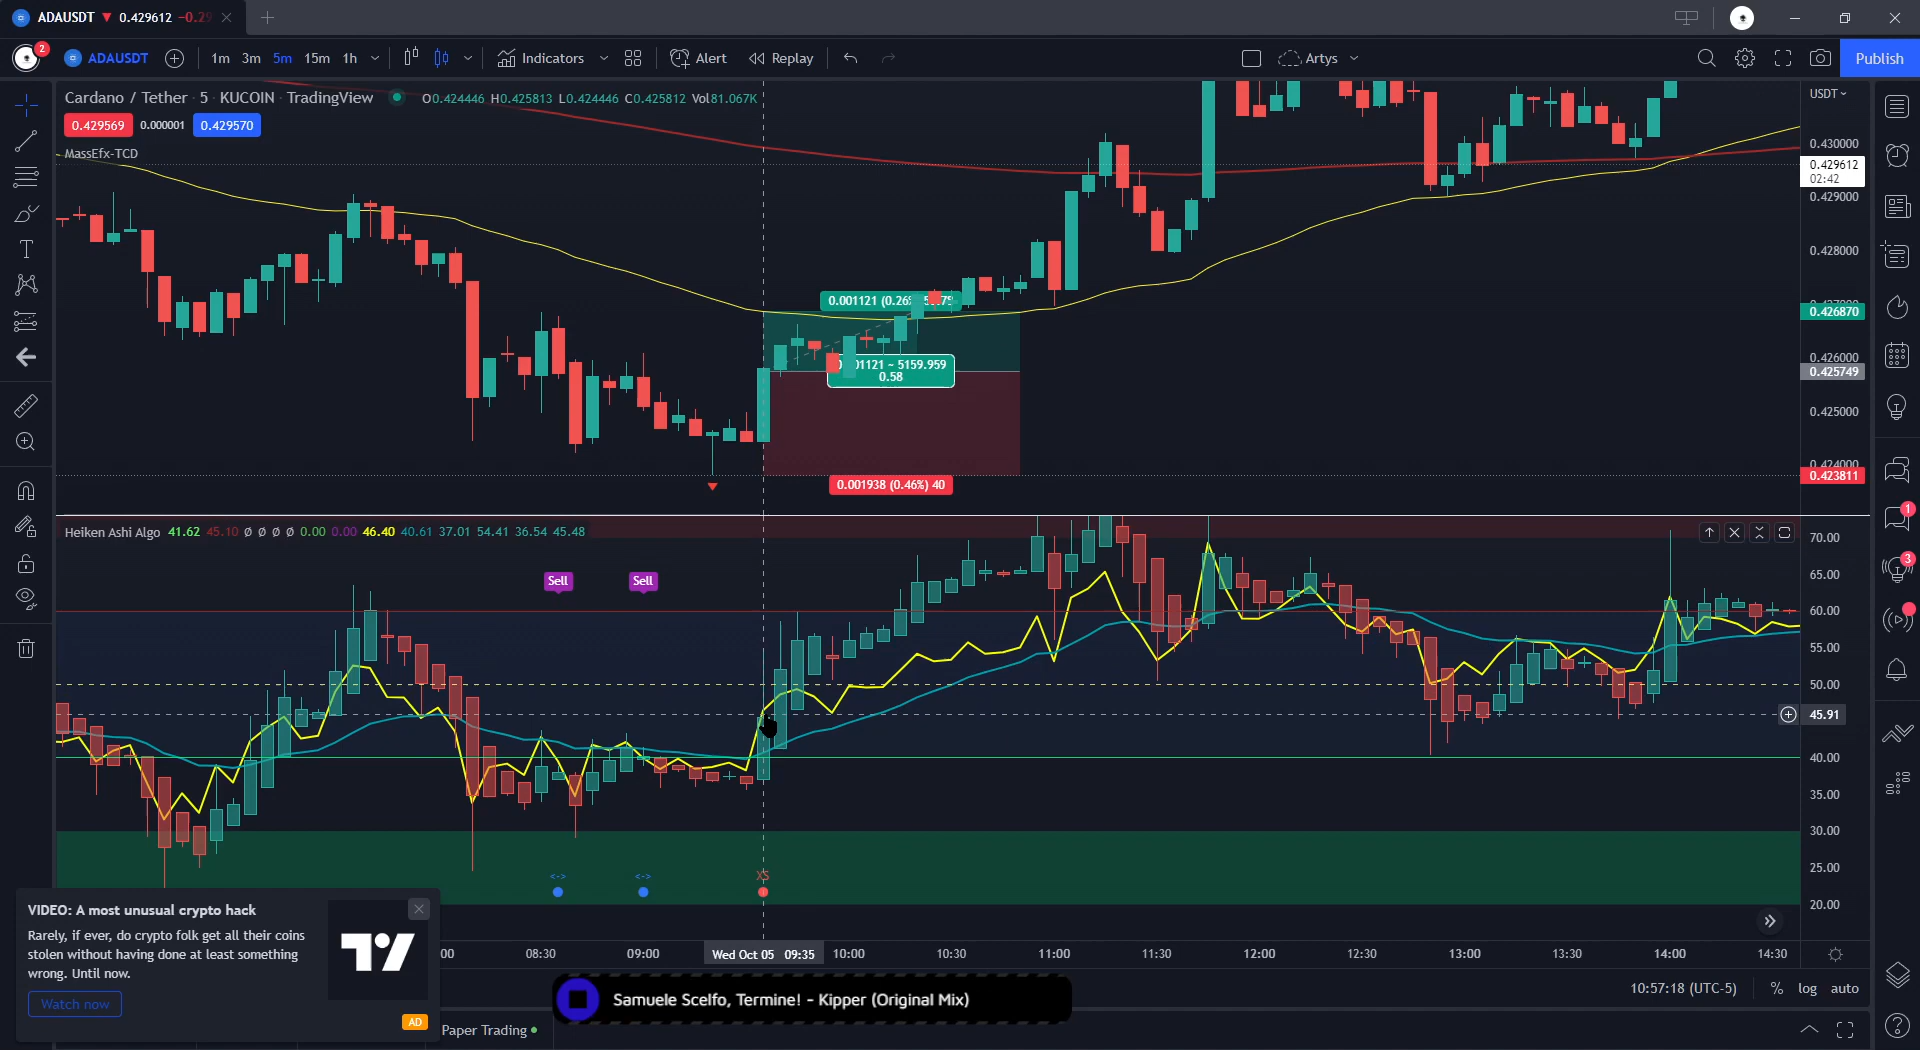 ADAUSDT ▼ 0.429612 −0.29
2 ADAUSDT 1m 3m 5m 15m 1h Indicators Alert Replay Artys Publish
Cardano / Tether · 5 · KUCOIN · TradingView O0.424446 H0.425813 L0.424446 C0.425812 Vol81.067K
USDT
0.429569 0.000001 0.429570
MassEfx-TCD
0.430000
0.429612
02:42
0.429000
0.428000
0.426870
0.426000
0.425749
0.425000
0.424000
0.423811
0.001121 (0.26%
01121 ~ 5159.959
0.58
0.001938 (0.46%) 40
Heiken Ashi Algo 41.62 45.10 Ø Ø Ø Ø 0.00 0.00 46.40 40.61 37.01 54.41 36.54 45.48
Sell Sell
70.00
65.00
60.00
55.00
50.00
45.91
40.00
35.00
30.00
25.00
20.00
1
3
<-> <-> XS
:00 08:30 09:00 Wed Oct 05 09:35 10:00 10:30 11:00 11:30 12:00 12:30 13:00 13:30 14:00 14:30
VIDEO: A most unusual crypto hack
Rarely, if ever, do crypto folk get all their coins
stolen without having done at least something
wrong. Until now.
Watch now
AD
10:57:18 (UTC-5) % log auto
Samuele Scelfo, Termine! - Kipper (Original Mix)
Paper Trading